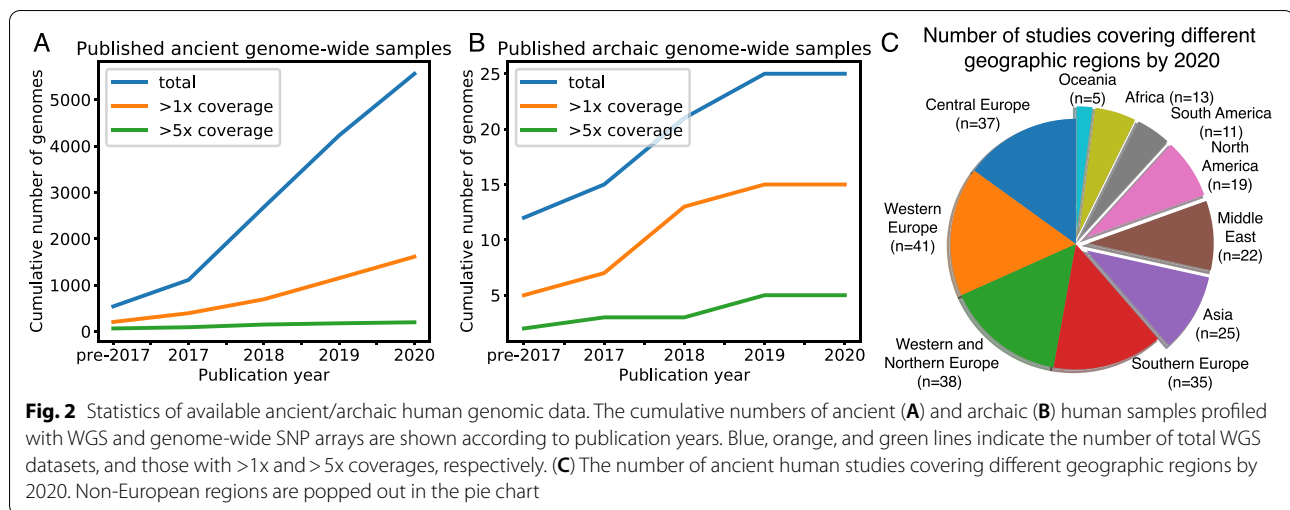 A
Published ancient genome-wide samples
total
>1x coverage
>5x coverage
Cumulative number of genomes
5000
4000
3000
2000
1000
0
pre-2017 2017 2018 2019 2020
Publication year
B
Published archaic genome-wide samples
total
>1x coverage
>5x coverage
Cumulative number of genomes
25
20
15
10
5
pre-2017 2017 2018 2019 2020
Publication year
C
Number of studies covering different
geographic regions by 2020
Oceania
(n=5)
Africa (n=13)
South America
(n=11)
North
America
(n=19)
Middle
East
(n=22)
Asia
(n=25)
Southern Europe
(n=35)
Western and
Northern Europe
(n=38)
Western
Europe
(n=41)
Central Europe
(n=37)
Fig. 2 Statistics of available ancient/archaic human genomic data. The cumulative numbers of ancient (A) and archaic (B) human samples profiled
with WGS and genome-wide SNP arrays are shown according to publication years. Blue, orange, and green lines indicate the number of total WGS
datasets, and those with >1x and > 5x coverages, respectively. (C) The number of ancient human studies covering different geographic regions by
2020. Non-European regions are popped out in the pie chart